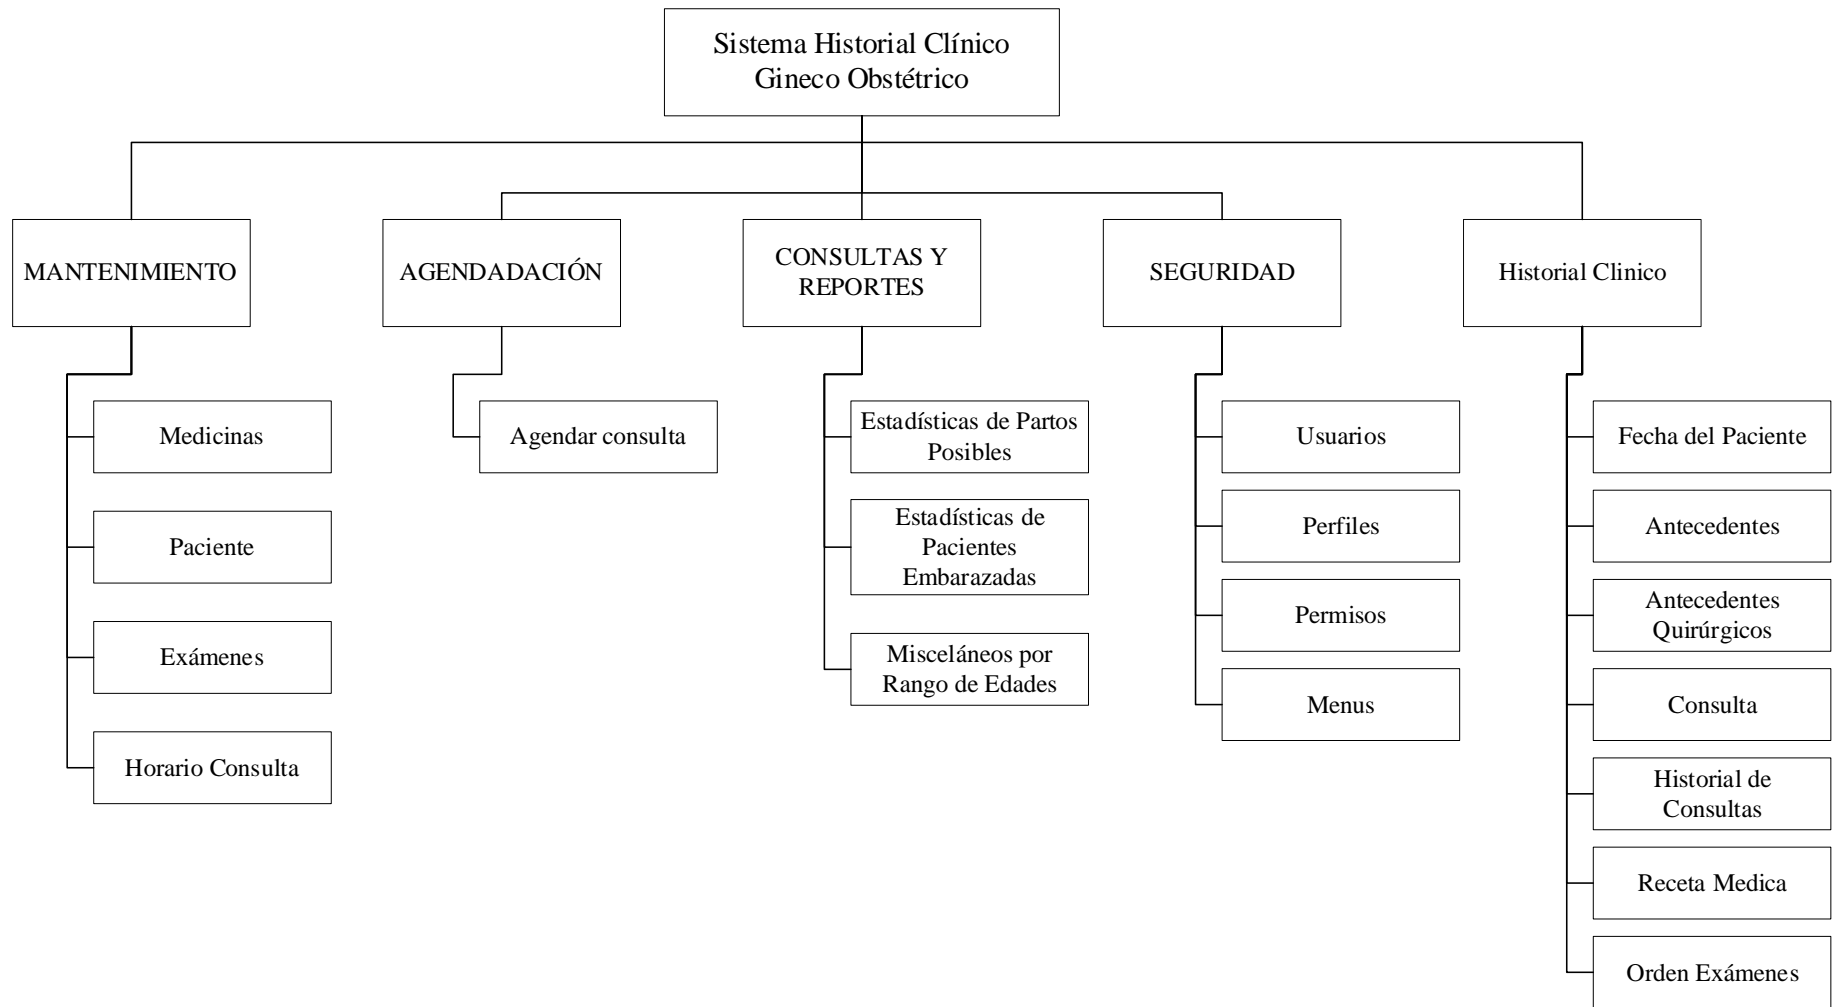 Sistema Historial Clínico
Gineco Obstétrico
MANTENIMIENTO
AGENDADACIÓN
CONSULTAS Y
REPORTES
SEGURIDAD
Historial Clinico
Medicinas
Paciente
Exámenes
Horario Consulta
Agendar consulta
Estadísticas de Partos
Posibles
Estadísticas de
Pacientes
Embarazadas
Misceláneos por
Rango de Edades
Usuarios
Perfiles
Permisos
Menus
Fecha del Paciente
Antecedentes
Antecedentes
Quirúrgicos
Consulta
Historial de
Consultas
Receta Medica
Orden Exámenes